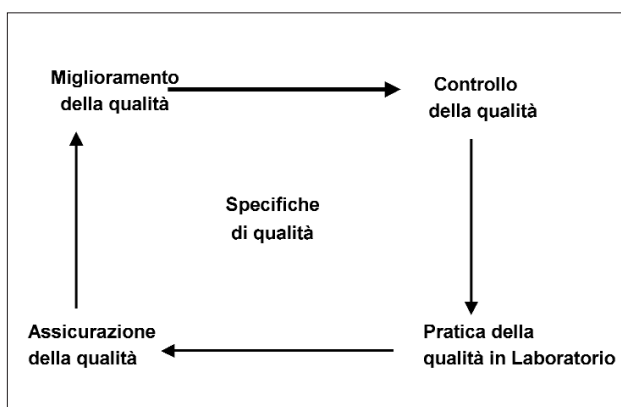 Miglioramento
della qualità
Controllo
della qualità
Specifiche
di qualità
Assicurazione
della qualità
Pratica della
qualità in Laboratorio